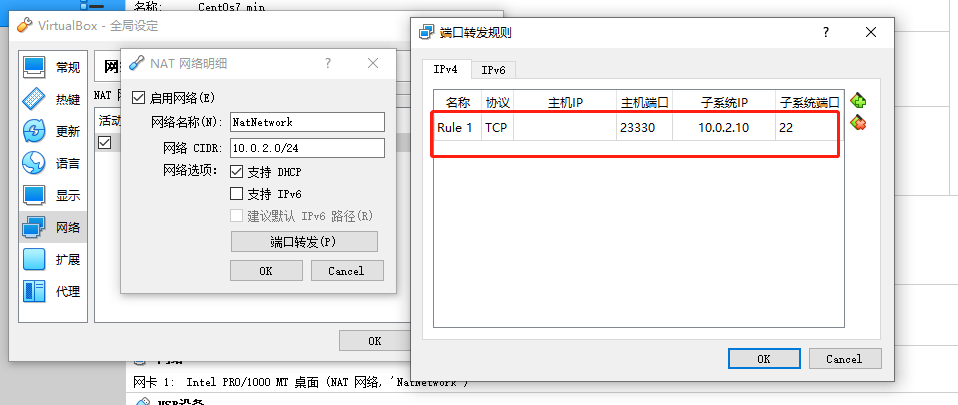 名称: CentOs7 min
VirtualBox - 全局设定
常规
热键
更新
语言
显示
网络
扩展
代理
网
NAT 网
活动
OK
NAT 网络明细
启用网络(E)
网络名称(N): NatNetwork
网络 CIDR: 10.0.2.0/24
网络选项: 支持 DHCP
支持 IPv6
建议默认 IPv6 路径(R)
端口转发(P)
OK Cancel
端口转发规则
IPv4 IPv6
名称 协议 主机IP 主机端口 子系统IP 子系统端口
Rule 1 TCP 23330 10.0.2.10 22
OK Cancel
网卡 1: Intel PRO/1000 MT 桌面 (NAT 网络, 'NatNetwork')
USB设备